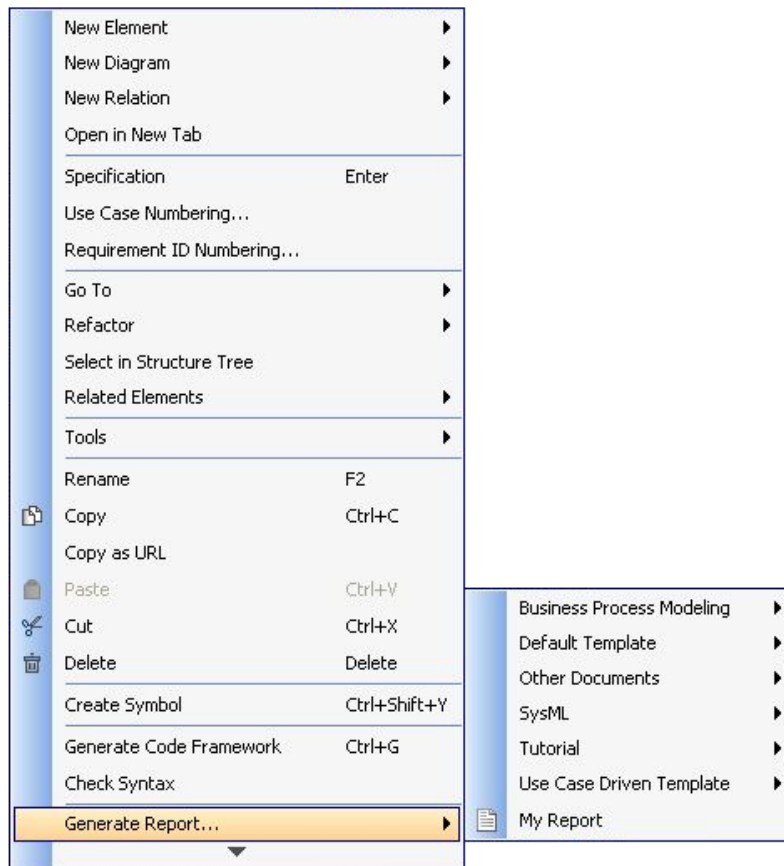 New Element
New Diagram
New Relation
Open in New Tab
Specification Enter
Use Case Numbering...
Requirement ID Numbering...
Go To
Refactor
Select in Structure Tree
Related Elements
Tools
Rename F2
Copy Ctrl+C
Copy as URL
Paste Ctrl+V
Cut Ctrl+X
Delete Delete
Create Symbol Ctrl+Shift+Y
Generate Code Framework Ctrl+G
Check Syntax
Generate Report...
Business Process Modeling
Default Template
Other Documents
SysML
Tutorial
Use Case Driven Template
My Report